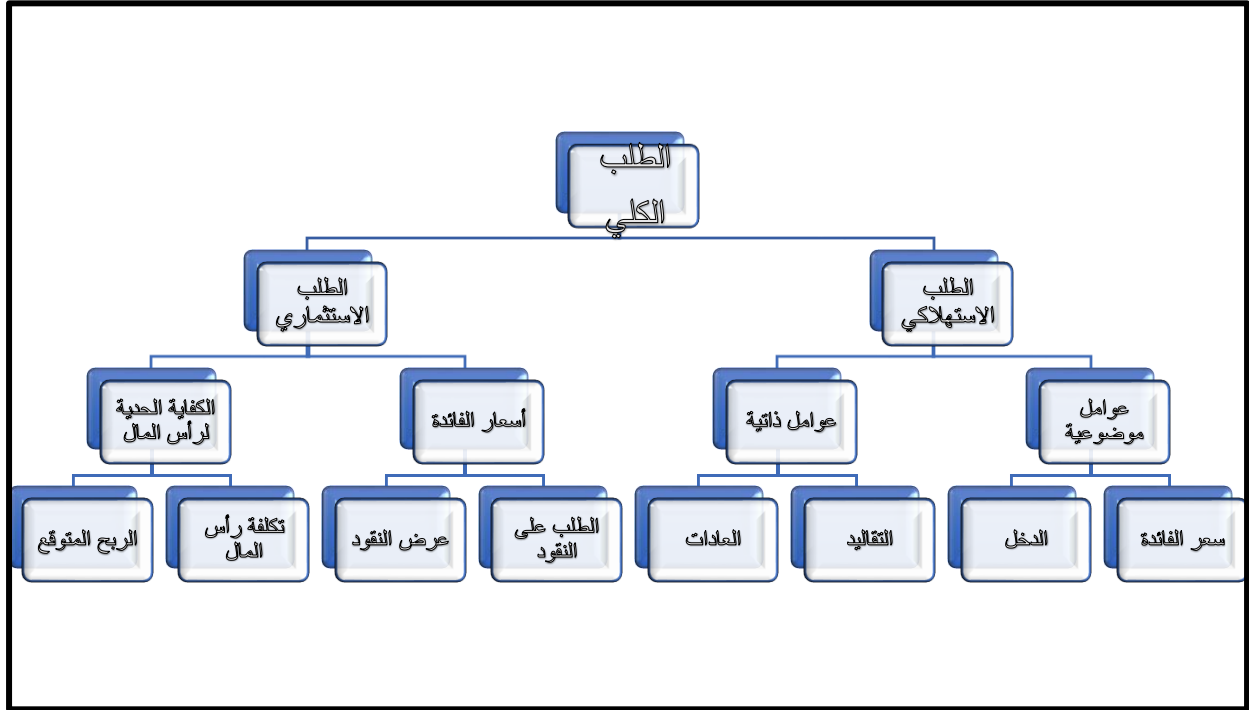 الطلب
الكلي
الطلب
الاستهلاكي
الطلب
الاستثماري
عوامل
موضوعية
عوامل ذاتية
أسعار الفائدة
الكفاية الحدية
لرأس المال
سعر الفائدة
الدخل
التقاليد
العادات
الطلب على
النقود
عرض النقود
تكلفة رأس
المال
الربح المتوقع